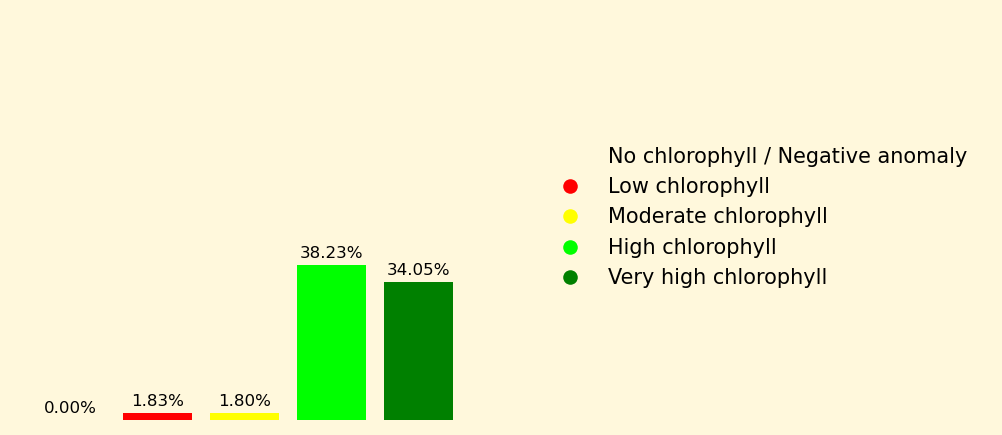 No chlorophyll / Negative anomaly
Low chlorophyll
Moderate chlorophyll
High chlorophyll
Very high chlorophyll
38.23%
34.05%
1.83%
1.80%
0.00%